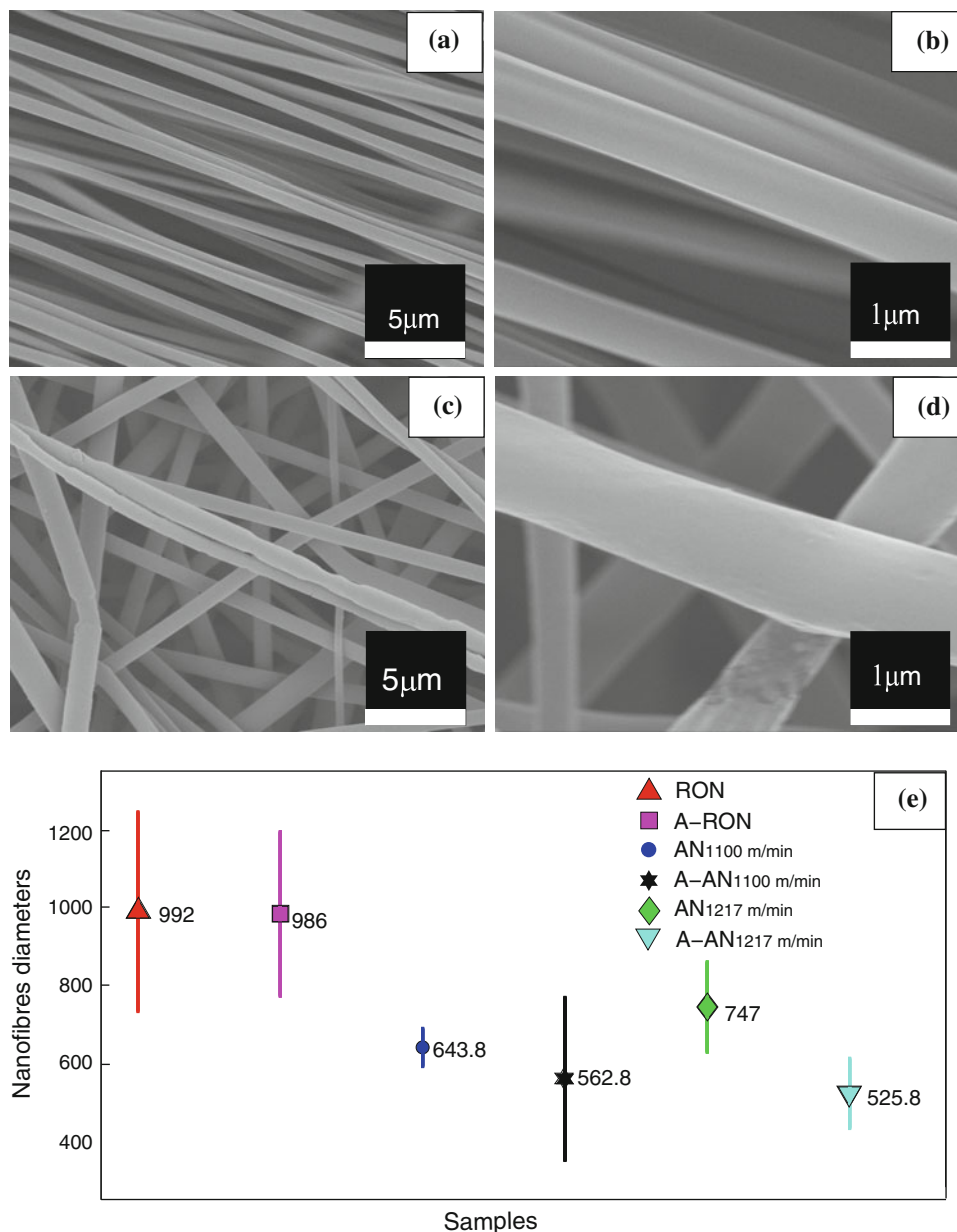 (a)
(b)
5μm
1μm
(c)
(d)
5μm
1μm
(e)
Nanofibres diameters
1200
1000
800
600
400
992
986
643.8
562.8
747
525.8
RON
A–RON
AN1100 m/min
A–AN1100 m/min
AN1217 m/min
A–AN1217 m/min
Samples